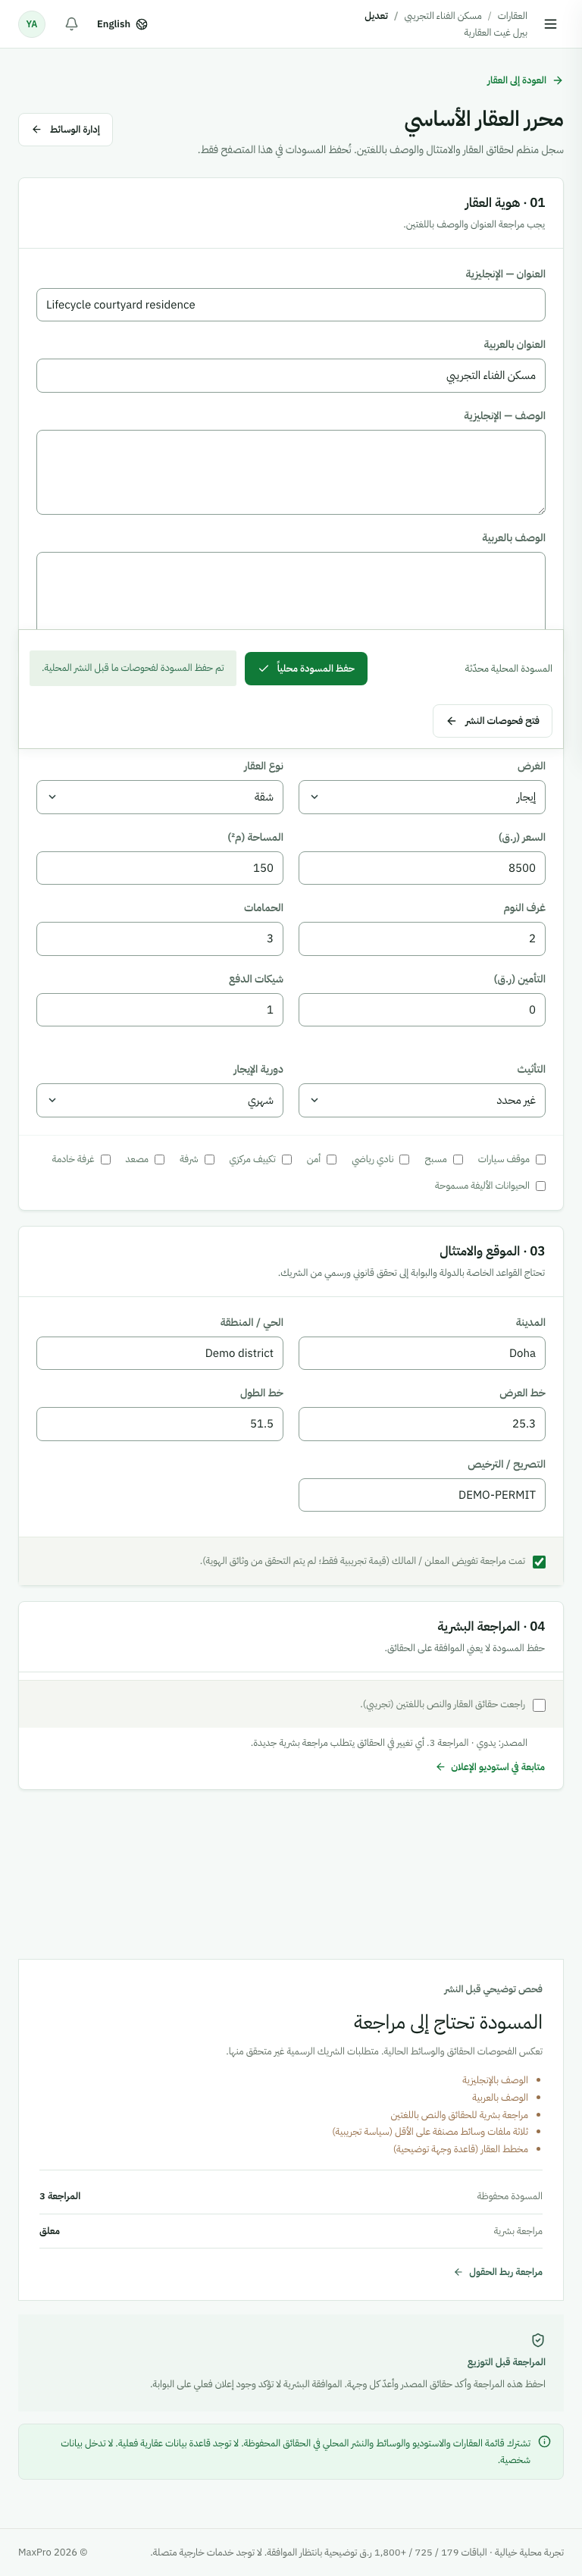 العقارات / مسكن الفناء التجريبي / تعديل
بيرل غيت العقارية
English
YA
العودة إلى العقار
محرر العقار الأساسي
سجل منظم لحقائق العقار والامتثال والوصف باللغتين. تُحفظ المسودات في هذا المتصفح فقط.
إدارة الوسائط
01 · هوية العقار
يجب مراجعة العنوان والوصف باللغتين.
العنوان — الإنجليزية
Lifecycle courtyard residence
العنوان بالعربية
مسكن الفناء التجريبي
الوصف — الإنجليزية
الوصف بالعربية
المسودة المحلية محدّثة
حفظ المسودة محلياً
تم حفظ المسودة لفحوصات ما قبل النشر المحلية.
فتح فحوصات النشر
الغرض
نوع العقار
إيجار
شقة
السعر (ر.ق)
المساحة (م²)
8500
150
غرف النوم
الحمامات
2
3
التأمين (ر.ق)
شيكات الدفع
0
1
التأثيث
دورية الإيجار
غير محدد
شهري
موقف سيارات
مسبح
نادي رياضي
أمن
تكييف مركزي
شرفة
مصعد
غرفة خادمة
الحيوانات الأليفة مسموحة
03 · الموقع والامتثال
تحتاج القواعد الخاصة بالدولة والبوابة إلى تحقق قانوني ورسمي من الشريك.
المدينة
الحي / المنطقة
Doha
Demo district
خط العرض
خط الطول
25.3
51.5
التصريح / الترخيص
DEMO-PERMIT
تمت مراجعة تفويض المعلن / المالك (قيمة تجريبية فقط؛ لم يتم التحقق من وثائق الهوية).
04 · المراجعة البشرية
حفظ المسودة لا يعني الموافقة على الحقائق.
راجعت حقائق العقار والنص باللغتين (تجريبي).
المصدر: يدوي · المراجعة 3. أي تغيير في الحقائق يتطلب مراجعة بشرية جديدة.
متابعة في استوديو الإعلان
فحص توضيحي قبل النشر
المسودة تحتاج إلى مراجعة
تعكس الفحوصات الحقائق والوسائط الحالية. متطلبات الشريك الرسمية غير متحقق منها.
• الوصف بالإنجليزية
• الوصف بالعربية
• مراجعة بشرية للحقائق والنص باللغتين
• ثلاثة ملفات وسائط مصنفة على الأقل (سياسة تجريبية)
• مخطط العقار (قاعدة وجهة توضيحية)
المسودة محفوظة
المراجعة 3
مراجعة بشرية
معلق
مراجعة ربط الحقول
المراجعة قبل التوزيع
احفظ هذه المراجعة وأكد حقائق المصدر وأعدّ كل وجهة. الموافقة البشرية لا تؤكد وجود إعلان فعلي على البوابة.
تشترك قائمة العقارات والاستوديو والوسائط والنشر المحلي في الحقائق المحفوظة. لا توجد قاعدة بيانات عقارية فعلية. لا تدخل بيانات
شخصية.
تجربة محلية خيالية · الباقات 179 / 725 / +1,800 ر.ق توضيحية بانتظار الموافقة. لا توجد خدمات خارجية متصلة.
© 2026 MaxPro